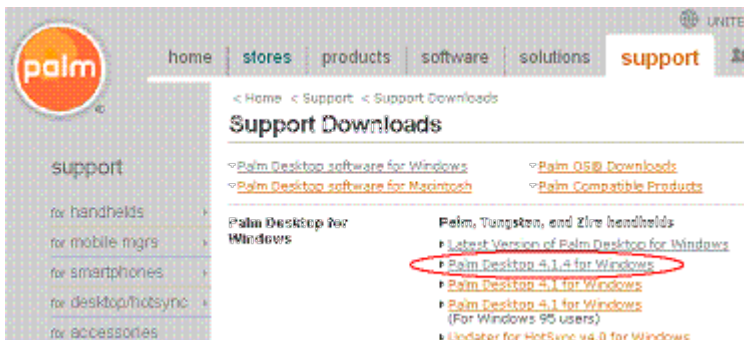 UNITE
palm
home stores products software solutions support
< Home < Support < Support Downloads
Support Downloads
support
Palm Desktop software for Windows Palm OS® Downloads
Palm Desktop software for Macintosh Palm Compatible Products
for handhelds
for mobile mgrs
for smartphones
for desktop/hotsync
for accessories
Palm Desktop for
Windows
Palm, Tungsten, and Zire handhelds
Latest Version of Palm Desktop for Windows
Palm Desktop 4.1.4 for Windows
Palm Desktop 4.1 for Windows
Palm Desktop 4.1 for Windows
(For Windows 95 users)
Updater for HotSync v4.0 for Windows